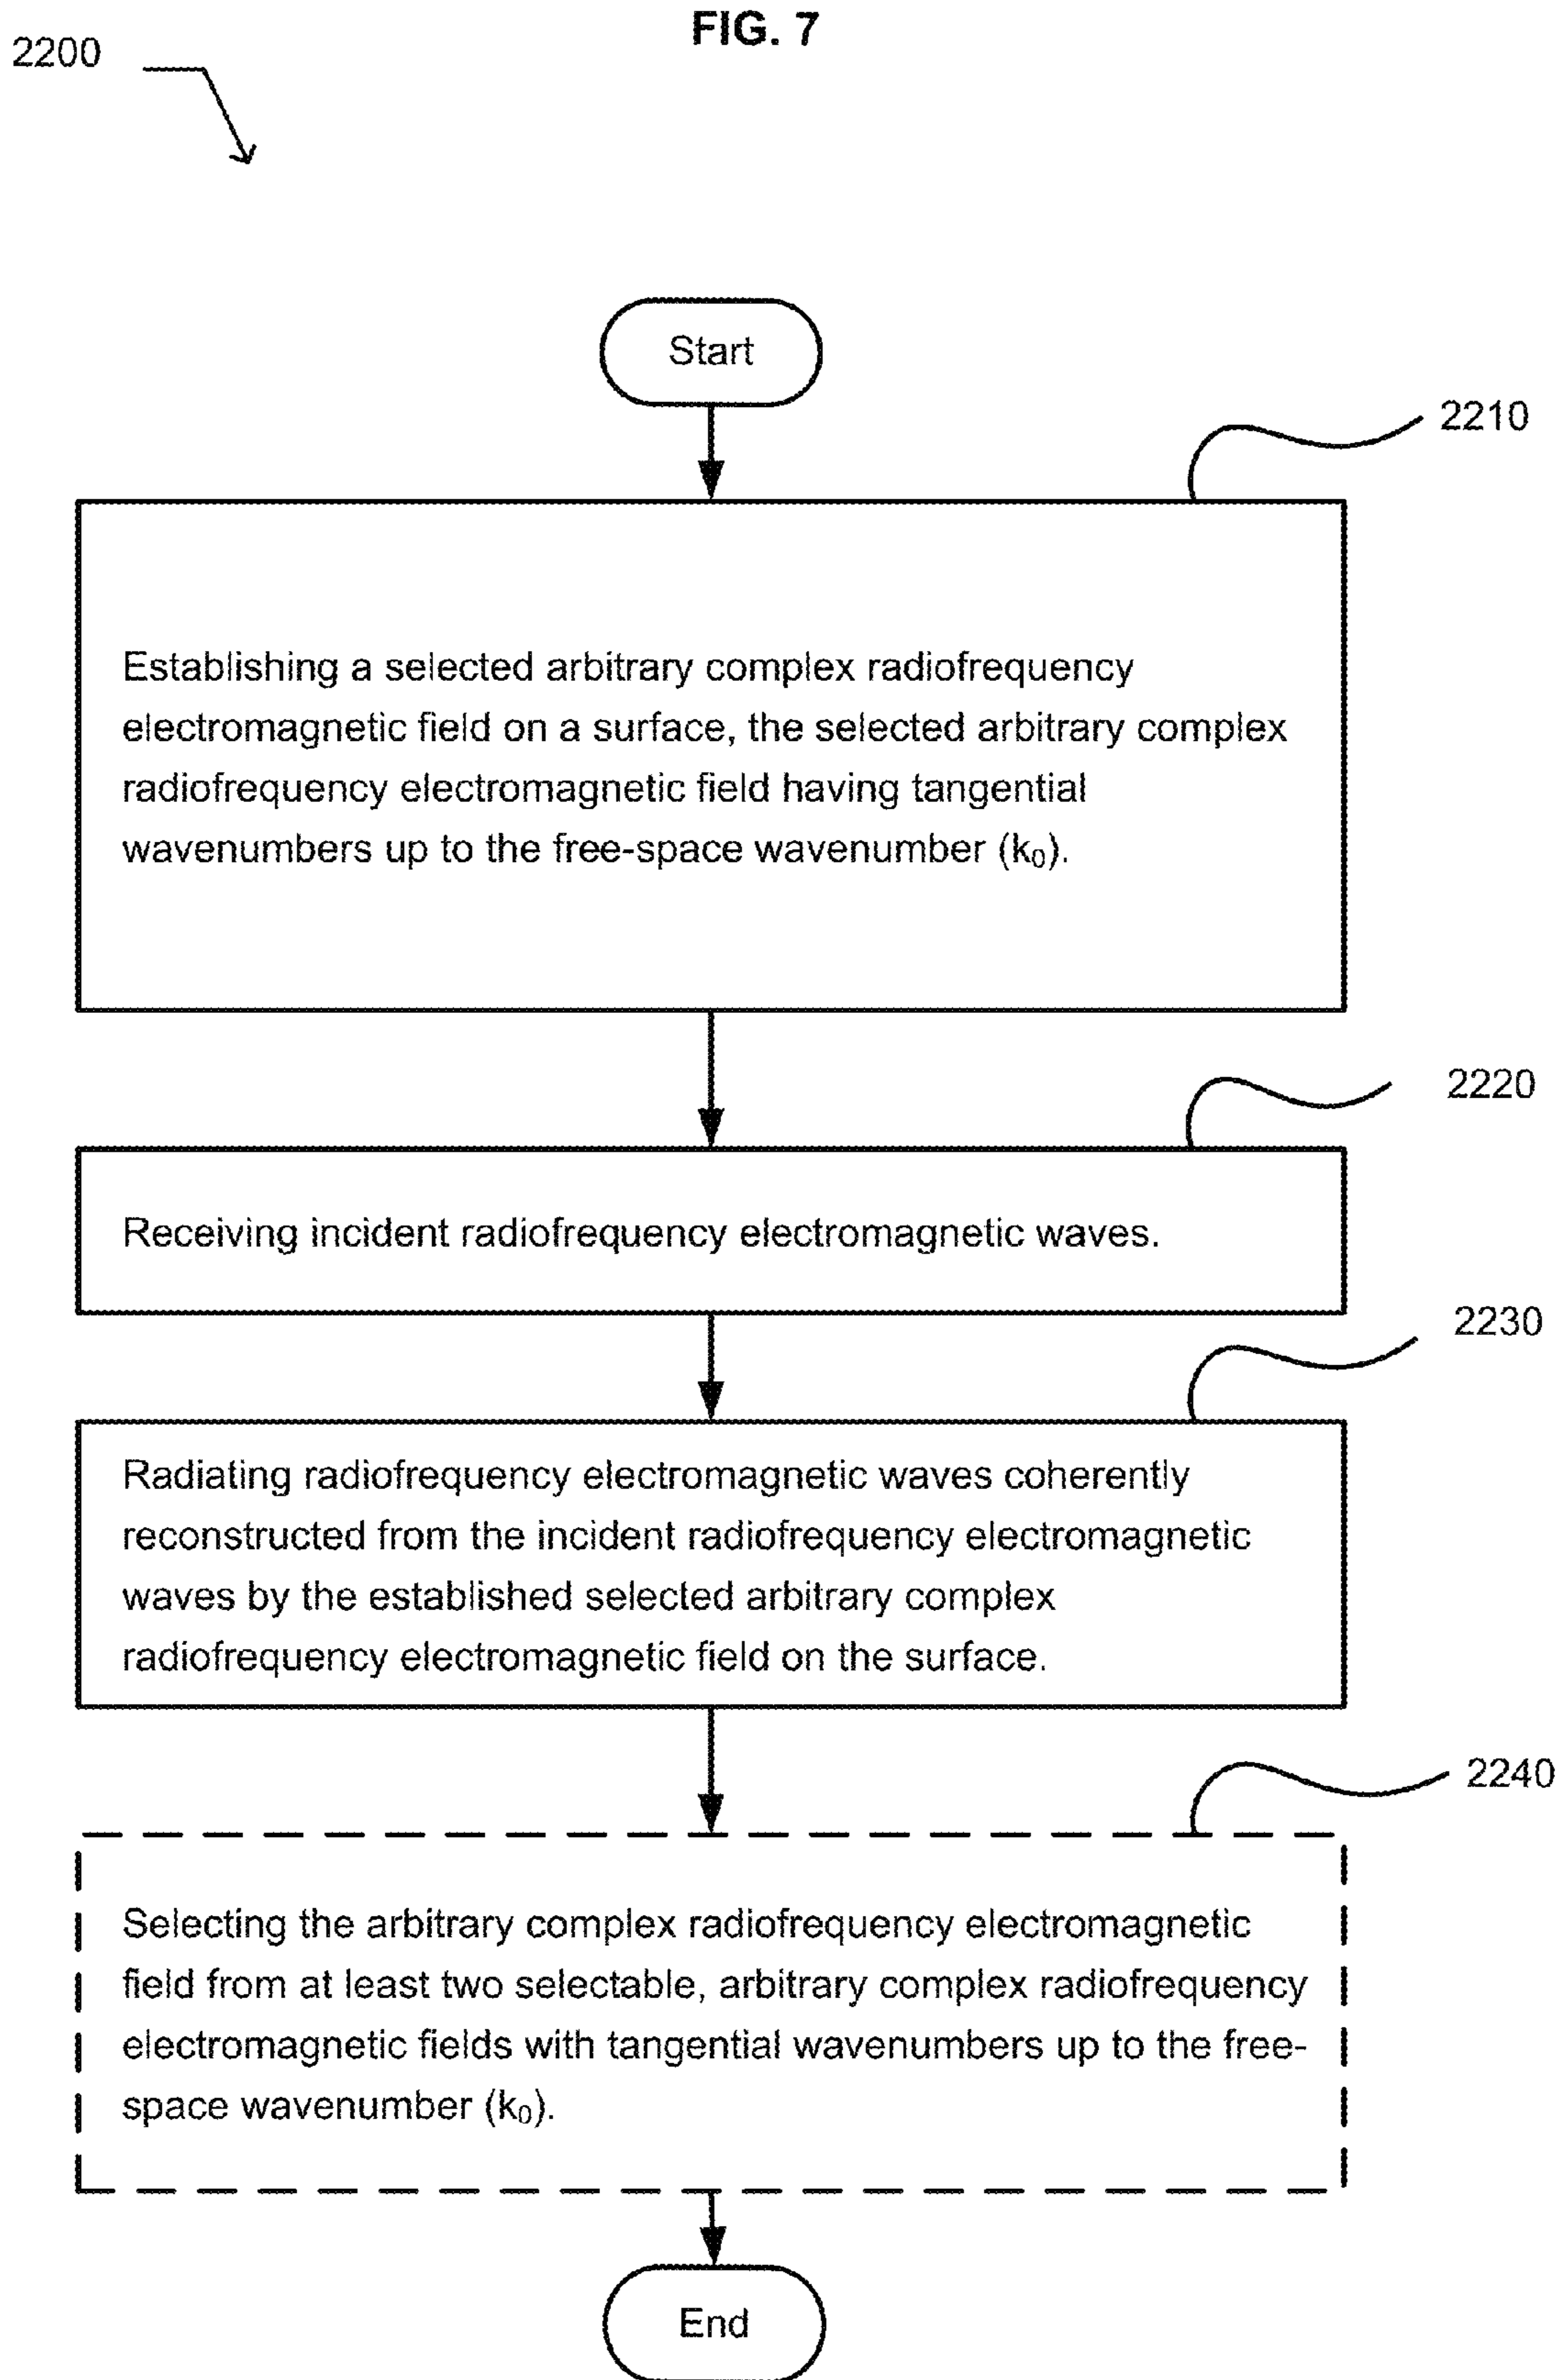 FIG. 7
2200
Start
2210
Establishing a selected arbitrary complex radiofrequency
electromagnetic field on a surface, the selected arbitrary complex
radiofrequency electromagnetic field having tangential
wavenumbers up to the free-space wavenumber (k₀).
2220
Receiving incident radiofrequency electromagnetic waves.
2230
Radiating radiofrequency electromagnetic waves coherently
reconstructed from the incident radiofrequency electromagnetic
waves by the established selected arbitrary complex
radiofrequency electromagnetic field on the surface.
2240
Selecting the arbitrary complex radiofrequency electromagnetic
field from at least two selectable, arbitrary complex radiofrequency
electromagnetic fields with tangential wavenumbers up to the free-
space wavenumber (k₀).
End